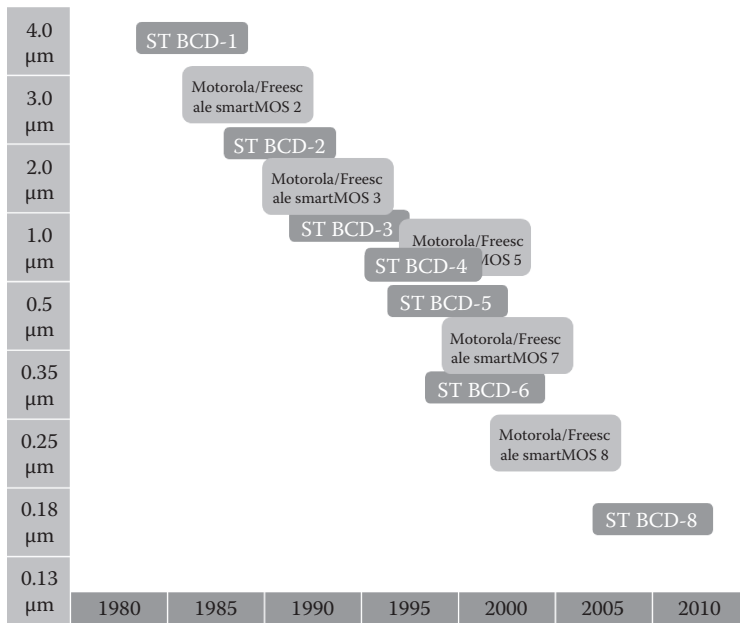 4.0
µm
ST BCD-1
3.0
µm
Motorola/Freesc
ale smartMOS 2
ST BCD-2
2.0
µm
Motorola/Freesc
ale smartMOS 3
ST BCD-3
1.0
µm
Motorola/Freesc
MOS 5
ST BCD-4
0.5
µm
ST BCD-5
Motorola/Freesc
ale smartMOS 7
0.35
µm
ST BCD-6
0.25
µm
Motorola/Freesc
ale smartMOS 8
0.18
µm
ST BCD-8
0.13
µm
1980 1985 1990 1995 2000 2005 2010